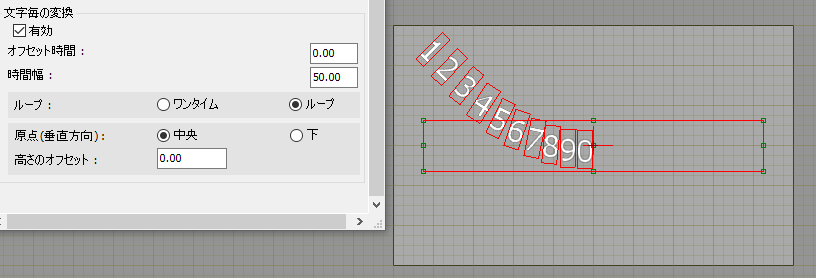 文字毎の変換
有効
オフセット時間： 0.00
時間幅： 50.00
ループ： ワンタイム ループ
原点(垂直方向)： 中央 下
高さのオフセット： 0.00
1234567890